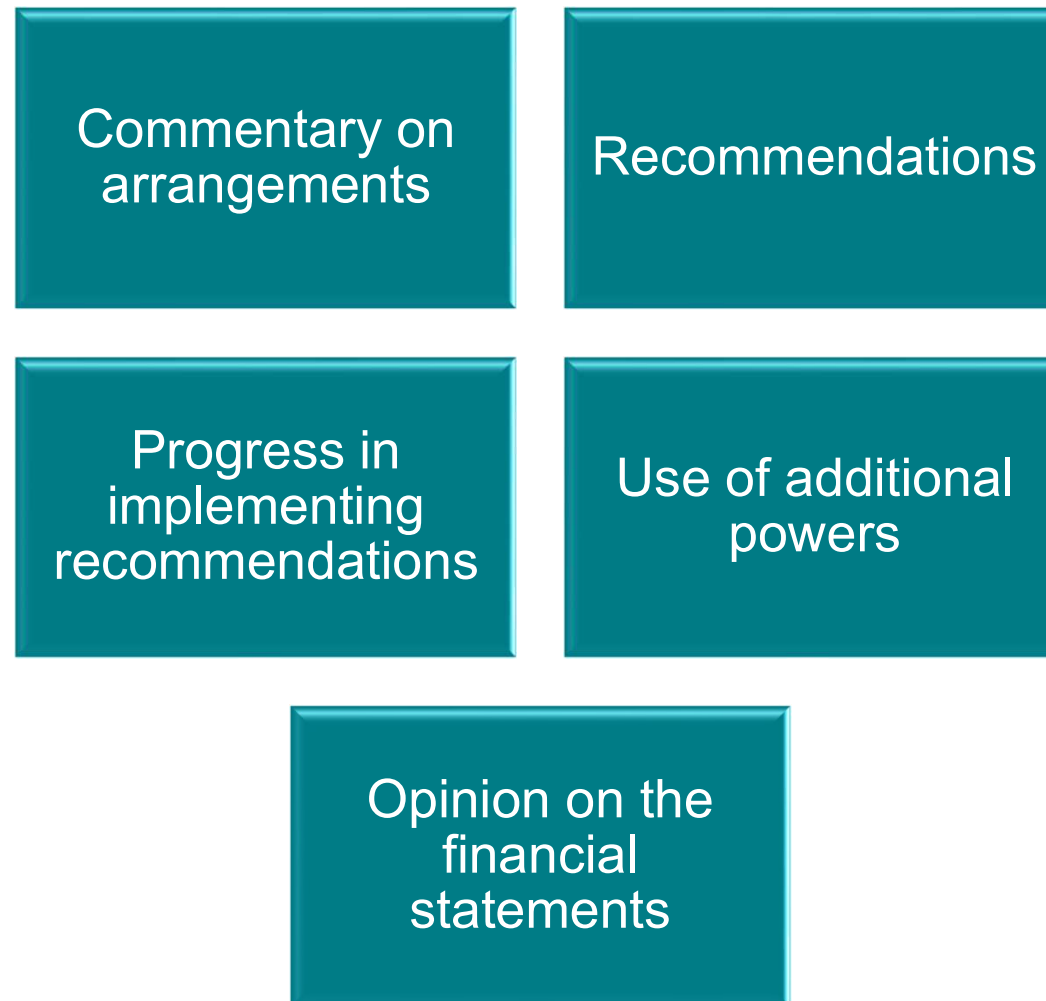 Commentary on
arrangements
Recommendations
Progress in
implementing
recommendations
Use of additional
powers
Opinion on the
financial
statements